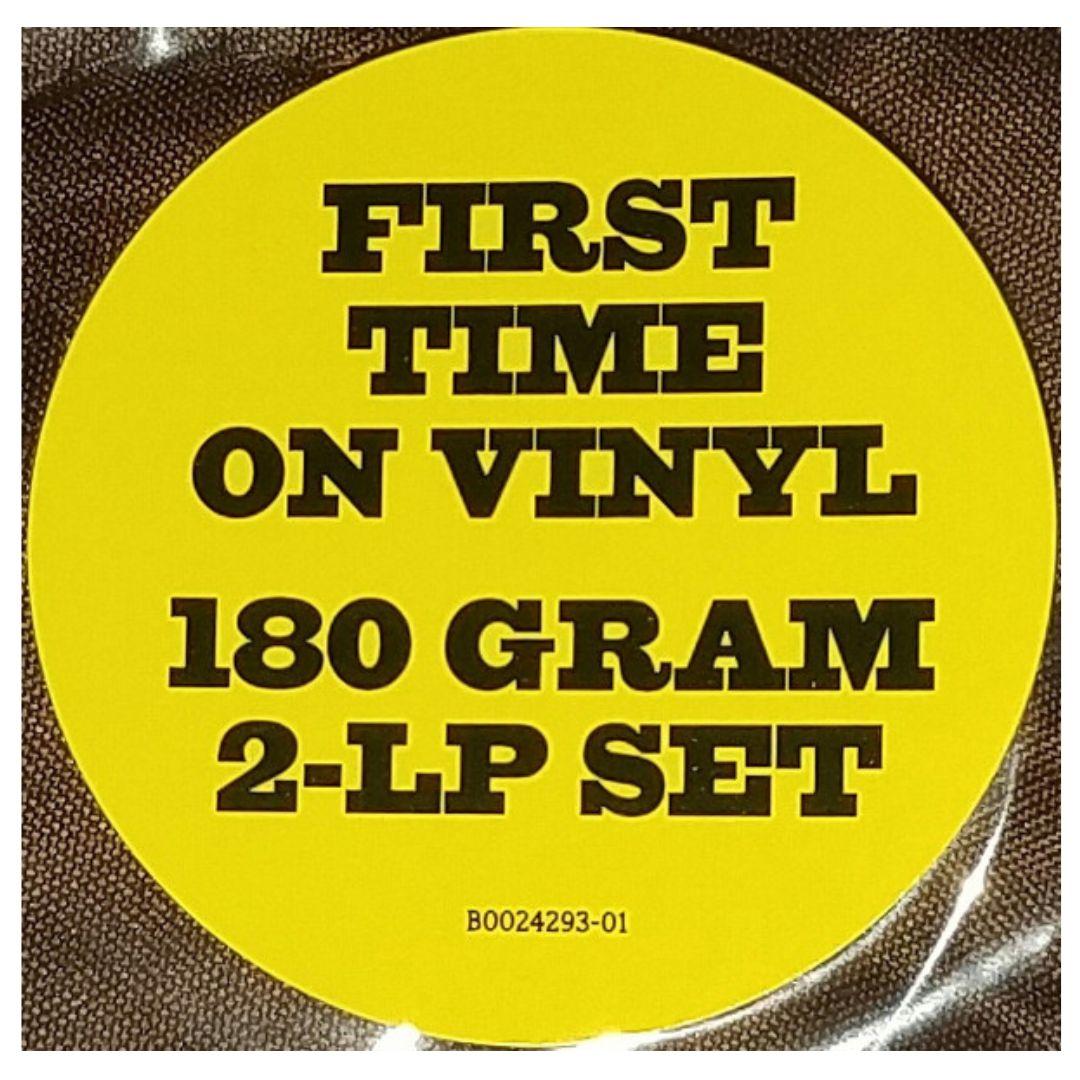 FIRST
TIME
ON VINYL
180 GRAM
2-LP SET
B0024293-01